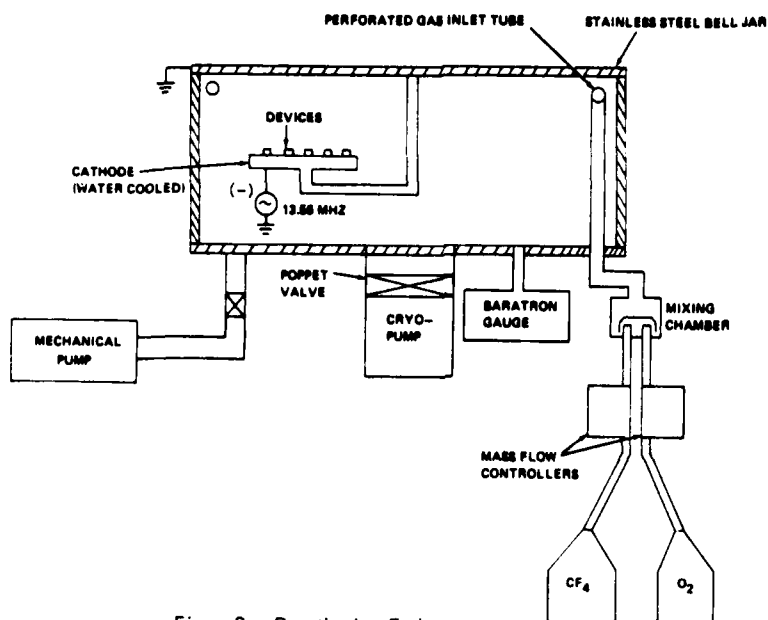 PERFORATED GAS INLET TUBE
STAINLESS STEEL BELL JAR
DEVICES
CATHODE
(WATER COOLED)
(-)
13.56 MHZ
POPPET
VALVE
CRYO-
PUMP
BARATRON
GAUGE
MIXING
CHAMBER
MECHANICAL
PUMP
MASS FLOW
CONTROLLERS
CF4
O2